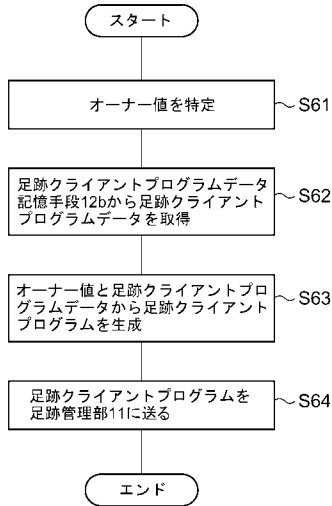 スタート
オーナー値を特定
S61
足跡クライアントプログラムデータ
記憶手段12bから足跡クライアント
プログラムデータを取得
S62
オーナー値と足跡クライアントプロ
グラムデータから足跡クライアント
プログラムを生成
S63
足跡クライアントプログラムを
足跡管理部11に送る
S64
エンド